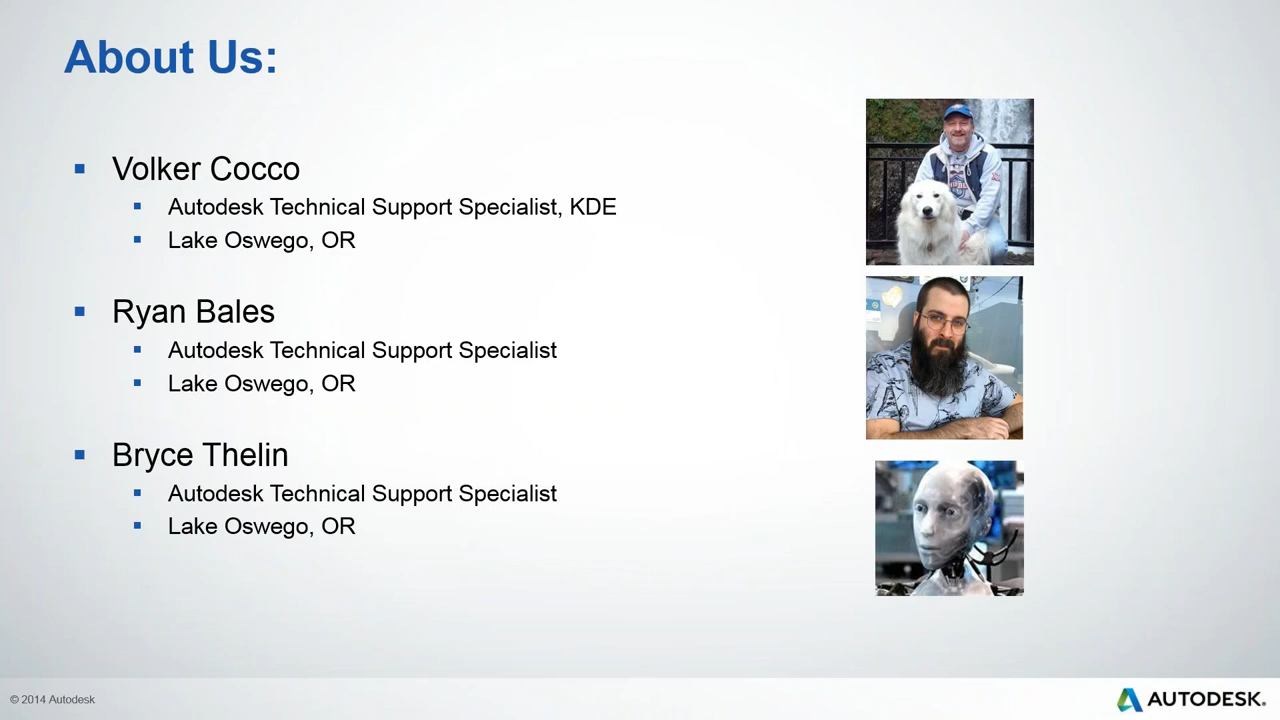 About Us:
Volker Cocco
Autodesk Technical Support Specialist, KDE
Lake Oswego, OR
Ryan Bales
Autodesk Technical Support Specialist
Lake Oswego, OR
Bryce Thelin
Autodesk Technical Support Specialist
Lake Oswego, OR
© 2014 Autodesk
AUTODESK.